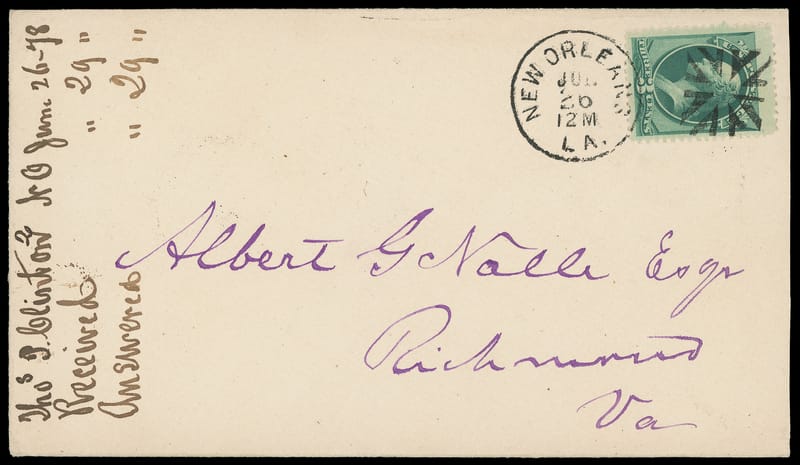 Thos P. Clinton N O June 26-78
Received " 29 "
Answered " 29 "
NEW ORLEANS
JUN
26
12M
LA.
Albert G Nalle Esqr
Richmond
Va